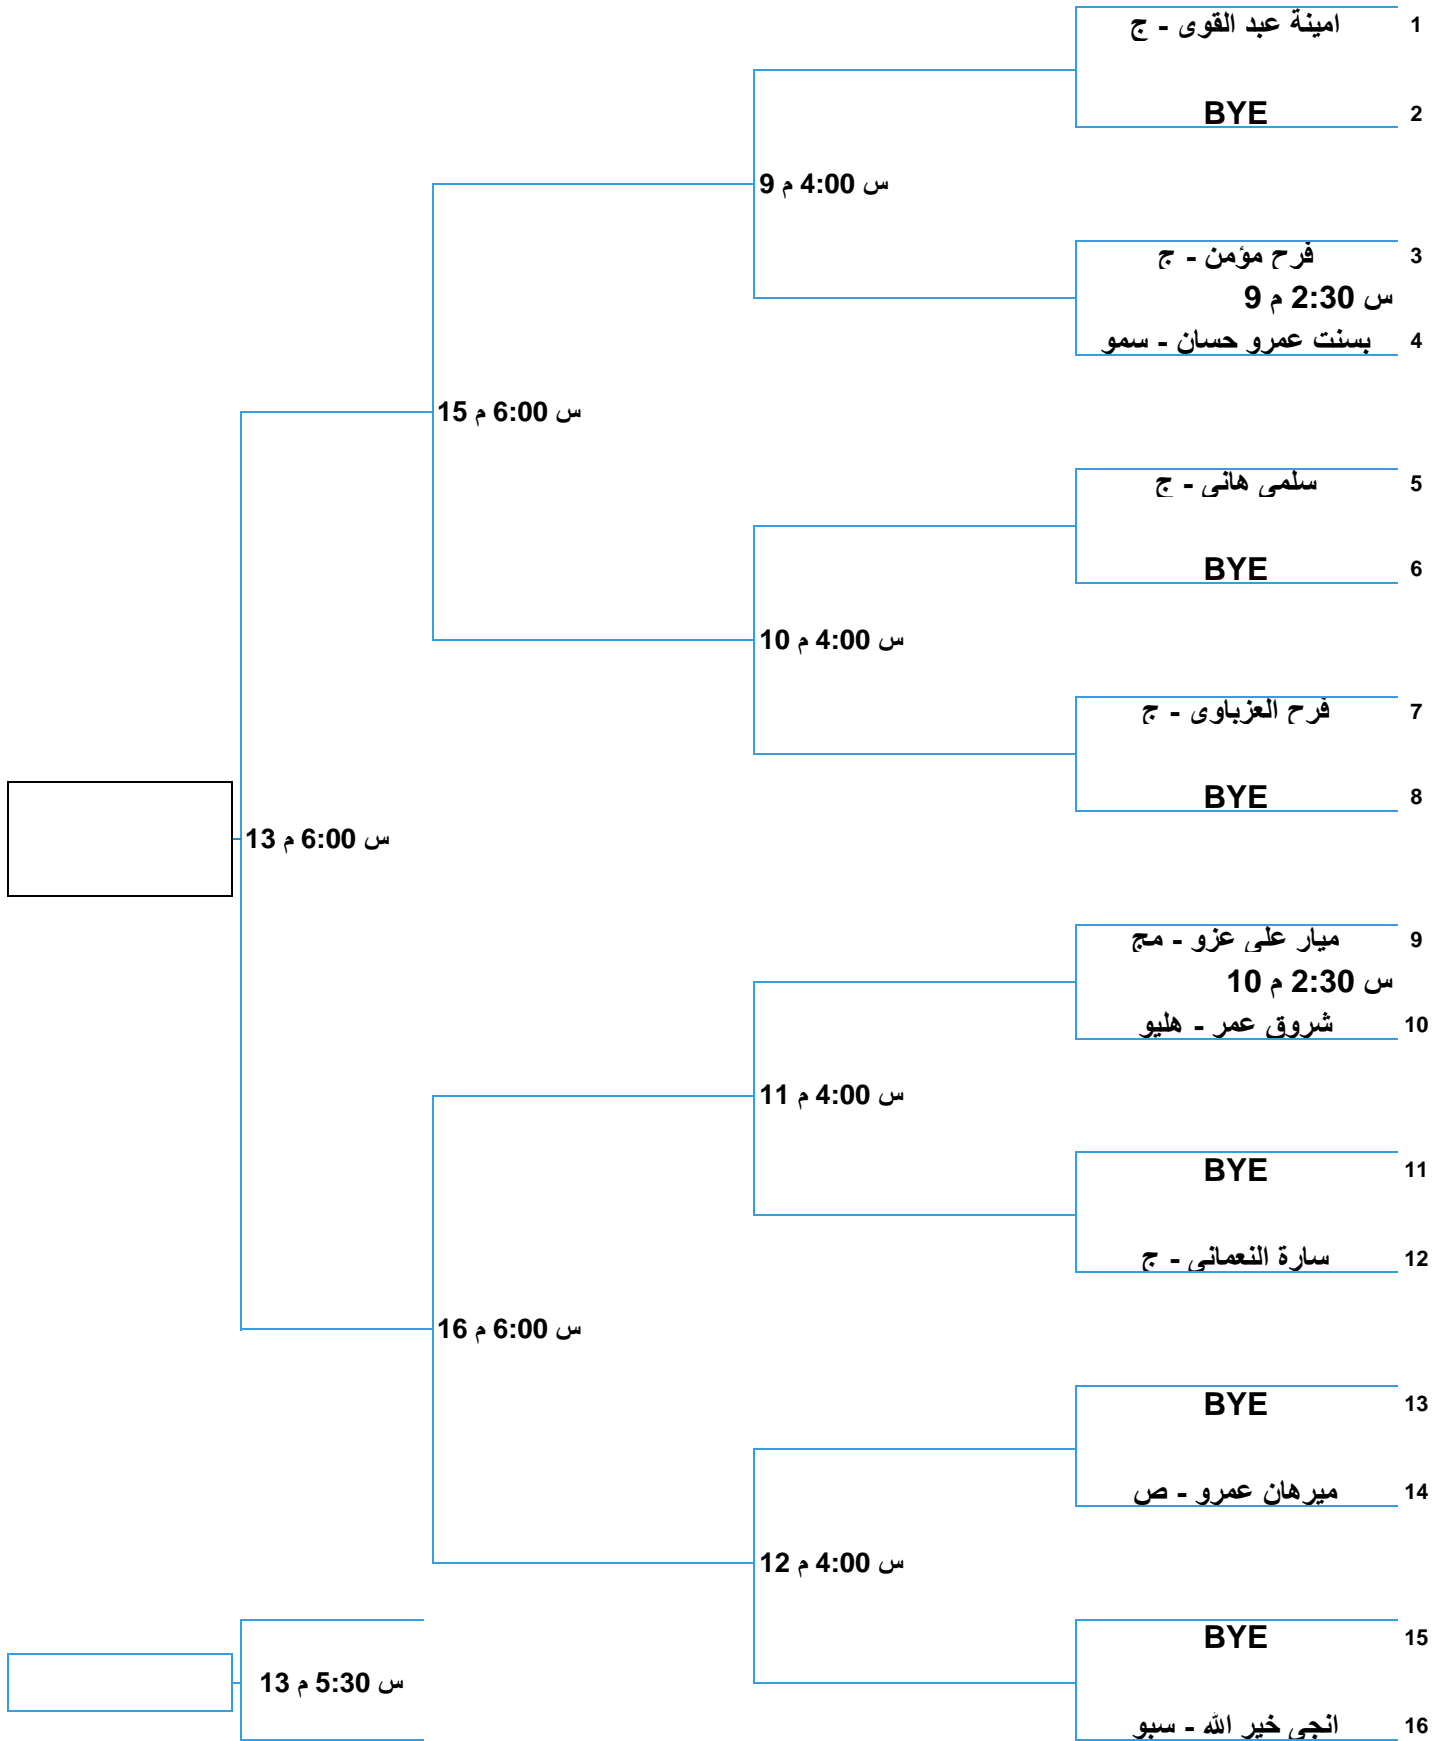 امينة عبد القوى - ج 1
BYE 2
س 4:00 م 9
فرح مؤمن - ج 3
س 2:30 م 9
بسنت عمرو حسان - سمو 4
س 6:00 م 15
سلمى هانى - ج 5
BYE 6
س 4:00 م 10
فرح العزباوى - ج 7
BYE 8
س 6:00 م 13
ميار على عزو - مج 9
س 2:30 م 10
شروق عمر - هليو 10
س 4:00 م 11
BYE 11
سارة النعمانى - ج 12
س 6:00 م 16
BYE 13
ميرهان عمرو - ص 14
س 4:00 م 12
BYE 15
س 5:30 م 13
انجى خير الله - سبو 16